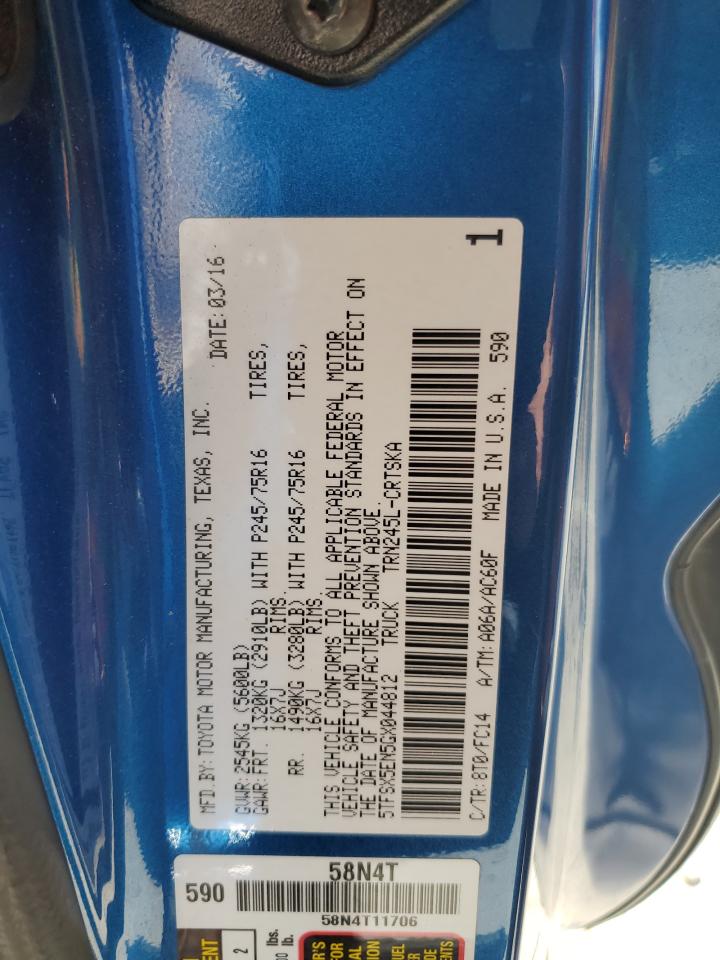 MFD.BY: TOYOTA MOTOR MANUFACTURING, TEXAS, INC. DATE: 03/16
GVWR: 2545KG (5600LB)
GAWR: FRT. 1320KG (2910LB) WITH P245/75R16 TIRES,
16X7J RIMS.
RR. 1490KG (3280LB) WITH P245/75R16 TIRES,
16X7J RIMS.
THIS VEHICLE CONFORMS TO ALL APPLICABLE FEDERAL MOTOR
VEHICLE SAFETY AND THEFT PREVENTION STANDARDS IN EFFECT ON
THE DATE OF MANUFACTURE SHOWN ABOVE.
5TFSX5EN5GX044812 TRUCK TRN245L-CRTSKA
C/TR: 8T0/FC14 A/TM: A06A/AC60F MADE IN U.S.A. 590
1
590 58N4T
58N4T11706
2
lbs.
lb.